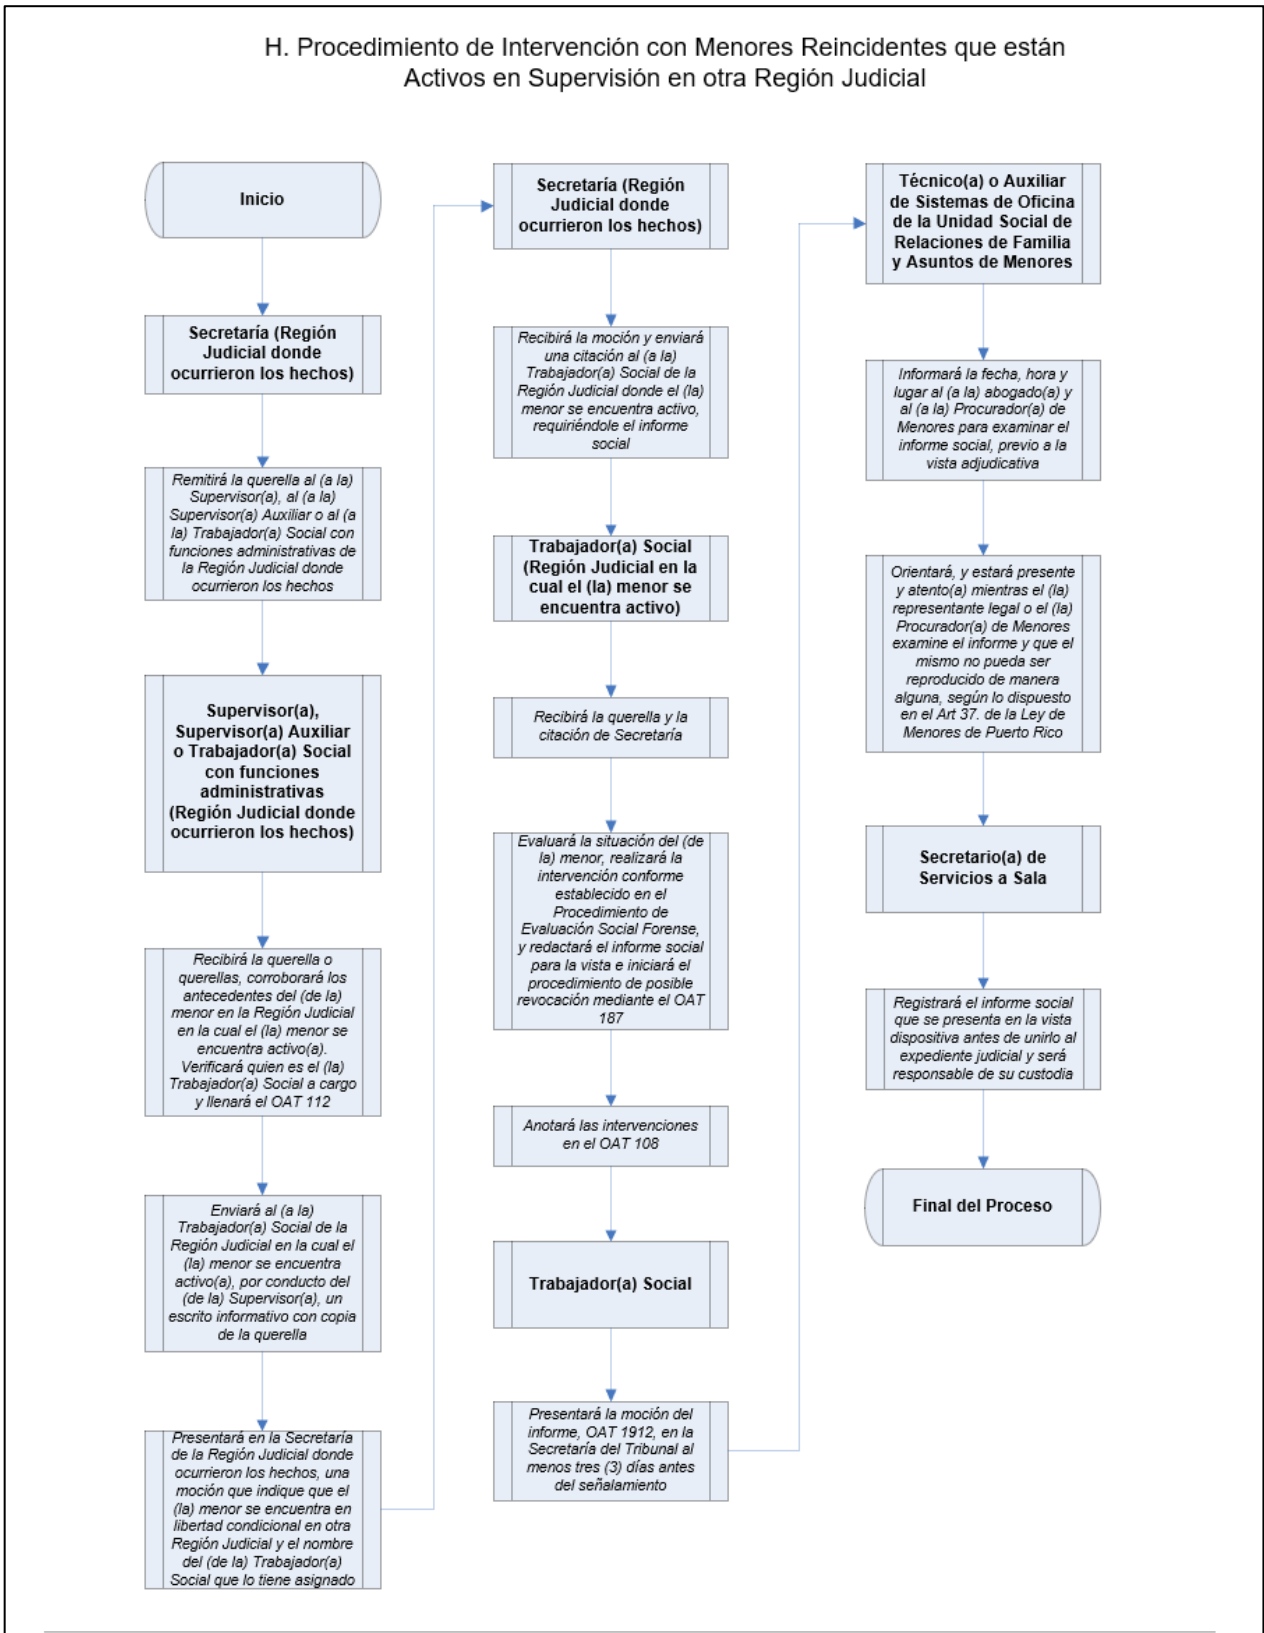 H. Procedimiento de Intervención con Menores Reincidentes que están
Activos en Supervisión en otra Región Judicial
Inicio
Secretaría (Región
Judicial donde
ocurrieron los hechos)
Remitirá la querella al (a la)
Supervisor(a), al (a la)
Supervisor(a) Auxiliar o al (a
la) Trabajador(a) Social con
funciones administrativas de
la Región Judicial donde
ocurrieron los hechos
Supervisor(a),
Supervisor(a) Auxiliar
o Trabajador(a) Social
con funciones
administrativas
(Región Judicial donde
ocurrieron los hechos)
Recibirá la querella o
querellas, corroborará los
antecedentes del (de la)
menor en la Región Judicial
en la cual el (la) menor se
encuentra activo(a).
Verificará quien es el (la)
Trabajador(a) Social a cargo
y llenará el OAT 112
Enviará al (a la)
Trabajador(a) Social de la
Región Judicial en la cual el
(la) menor se encuentra
activo(a), por conducto del
(de la) Supervisor(a), un
escrito informativo con copia
de la querella
Presentará en la Secretaría
de la Región Judicial donde
ocurrieron los hechos, una
moción que indique que el
(la) menor se encuentra en
libertad condicional en otra
Región Judicial y el nombre
del (de la) Trabajador(a)
Social que lo tiene asignado
Secretaría (Región
Judicial donde
ocurrieron los hechos)
Recibirá la moción y enviará
una citación al (a la)
Trabajador(a) Social de la
Región Judicial donde el (la)
menor se encuentra activo,
requiriéndole el informe
social
Trabajador(a) Social
(Región Judicial en la
cual el (la) menor se
encuentra activo)
Recibirá la querella y la
citación de Secretaría
Evaluará la situación del (de
la) menor, realizará la
intervención conforme
establecido en el
Procedimiento de
Evaluación Social Forense,
y redactará el informe social
para la vista e iniciará el
procedimiento de posible
revocación mediante el OAT
187
Anotará las intervenciones
en el OAT 108
Trabajador(a) Social
Presentará la moción del
informe, OAT 1912, en la
Secretaría del Tribunal al
menos tres (3) días antes
del señalamiento
Técnico(a) o Auxiliar
de Sistemas de Oficina
de la Unidad Social de
Relaciones de Familia
y Asuntos de Menores
Informará la fecha, hora y
lugar al (a la) abogado(a) y
al (a la) Procurador(a) de
Menores para examinar el
informe social, previo a la
vista adjudicativa
Orientará, y estará presente
y atento(a) mientras el (la)
representante legal o el (la)
Procurador(a) de Menores
examine el informe y que el
mismo no pueda ser
reproducido de manera
alguna, según lo dispuesto
en el Art 37. de la Ley de
Menores de Puerto Rico
Secretario(a) de
Servicios a Sala
Registrará el informe social
que se presenta en la vista
dispositiva antes de unirlo al
expediente judicial y será
responsable de su custodia
Final del Proceso